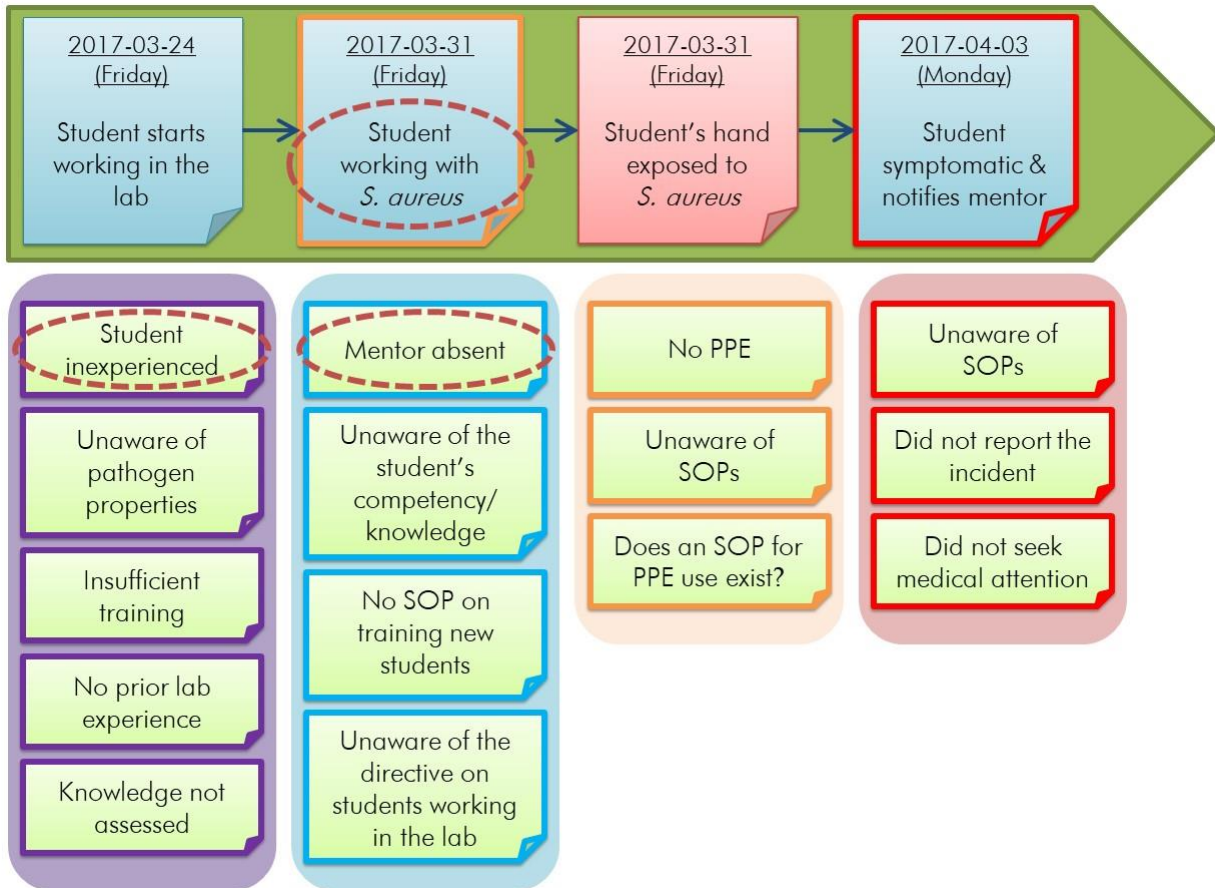 2017-03-24
(Friday)
Student starts
working in the
lab
2017-03-31
(Friday)
Student
working with
S. aureus
2017-03-31
(Friday)
Student's hand
exposed to
S. aureus
2017-04-03
(Monday)
Student
symptomatic &
notifies mentor
Student
inexperienced
Unaware of
pathogen
properties
Insufficient
training
No prior lab
experience
Knowledge not
assessed
Mentor absent
Unaware of the
student's
competency/
knowledge
No SOP on
training new
students
Unaware of the
directive on
students working
in the lab
No PPE
Unaware of
SOPs
Does an SOP for
PPE use exist?
Unaware of
SOPs
Did not report the
incident
Did not seek
medical attention